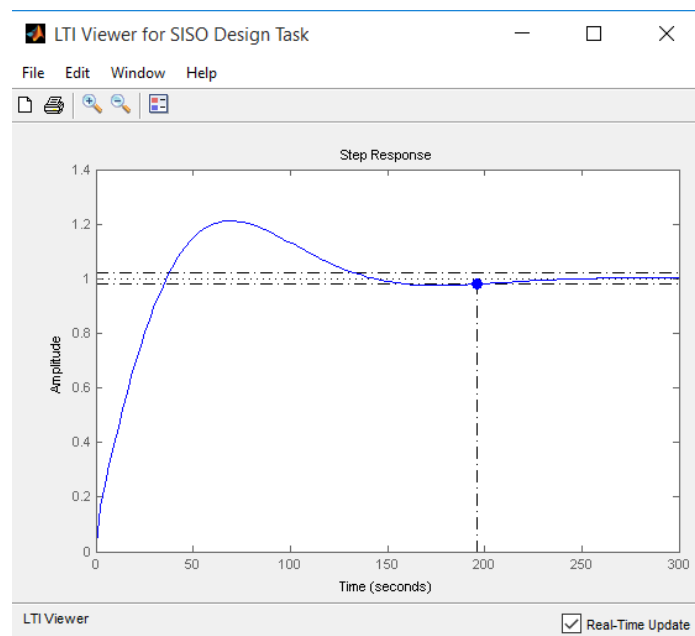 LTI Viewer for SISO Design Task
File Edit Window Help
Step Response
1.4
1.2
1
0.8
0.6
0.4
0.2
0
Amplitude
0 50 100 150 200 250 300
Time (seconds)
LTI Viewer
Real-Time Update